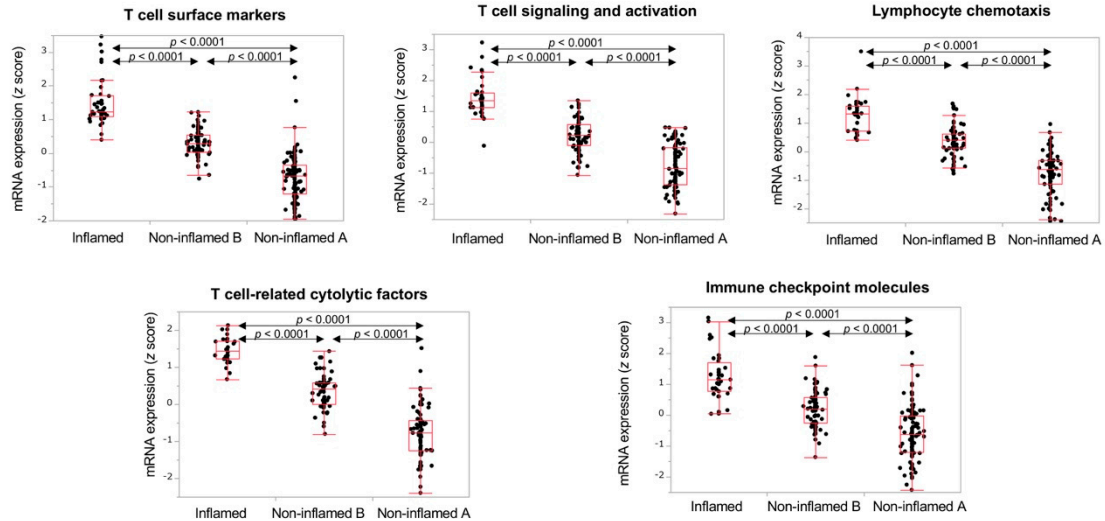 T cell surface markers
mRNA expression (z score)
3
2
1
0
-1
-2
p < 0.0001
p < 0.0001
p < 0.0001
Inflamed
Non-inflamed B
Non-inflamed A
T cell signaling and activation
mRNA expression (z score)
3
2
1
0
-1
-2
p < 0.0001
p < 0.0001
p < 0.0001
Inflamed
Non-inflamed B
Non-inflamed A
Lymphocyte chemotaxis
mRNA expression (z score)
4
3
2
1
0
-1
-2
p < 0.0001
p < 0.0001
p < 0.0001
Inflamed
Non-inflamed B
Non-inflamed A
T cell-related cytolytic factors
mRNA expression (z score)
2
1
0
-1
-2
p < 0.0001
p < 0.0001
p < 0.0001
Inflamed
Non-inflamed B
Non-inflamed A
Immune checkpoint molecules
mRNA expression (z score)
3
2
1
0
-1
-2
p < 0.0001
p < 0.0001
p < 0.0001
Inflamed
Non-inflamed B
Non-inflamed A